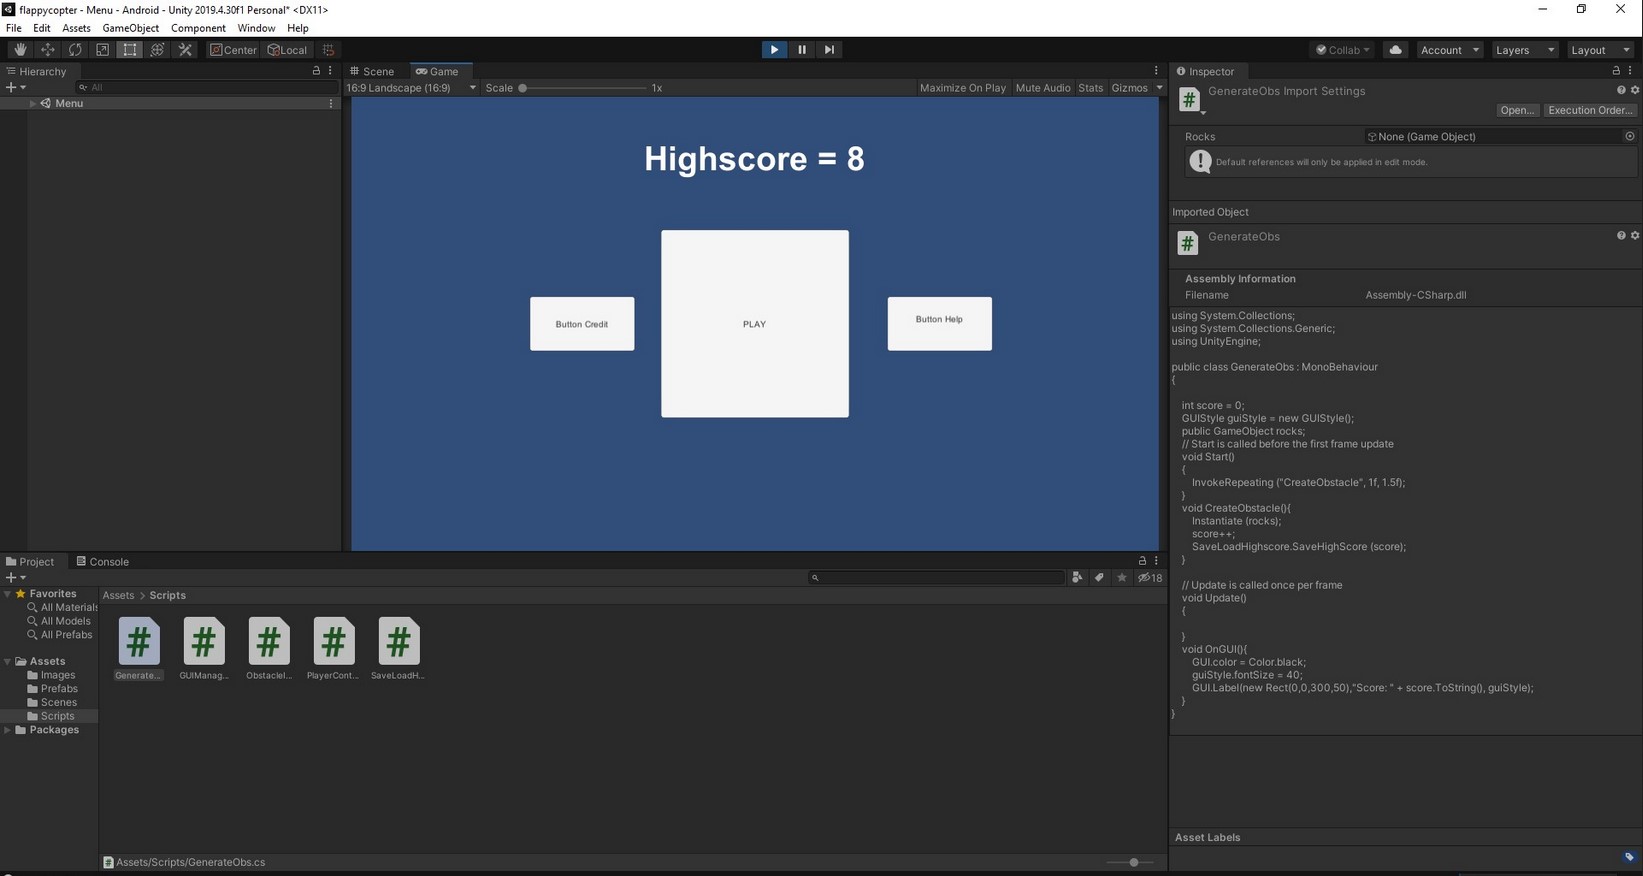 flappycopter - Menu - Android - Unity 2019.4.30f1 Personal* <DX11>
File Edit Assets GameObject Component Window Help
Center Local Collab Account Layers Layout
Hierarchy
All
Menu
Scene Game
16:9 Landscape (16:9) Scale 1x Maximize On Play Mute Audio Stats Gizmos
Highscore = 8
Button Credit
PLAY
Button Help
Inspector
GenerateObs Import Settings
Open... Execution Order...
Rocks None (Game Object)
Default references will only be applied in edit mode.
Imported Object
GenerateObs
Assembly Information
Filename Assembly-CSharp.dll
using System.Collections;
using System.Collections.Generic;
using UnityEngine;
public class GenerateObs : MonoBehaviour
{
int score = 0;
GUIStyle guiStyle = new GUIStyle();
public GameObject rocks;
// Start is called before the first frame update
void Start()
{
InvokeRepeating ("CreateObstacle", 1f, 1.5f);
}
void CreateObstacle(){
Instantiate (rocks);
score++;
SaveLoadHighscore.SaveHighScore (score);
}
// Update is called once per frame
void Update()
{
}
void OnGUI(){
GUI.color = Color.black;
guiStyle.fontSize = 40;
GUI.Label(new Rect(0,0,300,50),"Score: " + score.ToString(), guiStyle);
}
}
Asset Labels
Project Console
18
Favorites
All Materials
All Models
All Prefabs
Assets
Images
Prefabs
Scenes
Scripts
Packages
Assets > Scripts
Generate... GUIManag... ObstacleI... PlayerCont... SaveLoadH...
Assets/Scripts/GenerateObs.cs